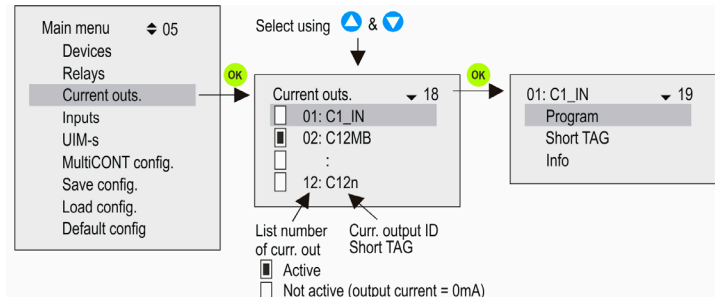 Main menu 05
Devices
Relays
Current outs.
Inputs
UIM-s
MultiCONT config.
Save config.
Load config.
Default config
Select using &
OK
Current outs. 18
01: C1_IN
02: C12MB
:
12: C12n
List number
of curr. out
Curr. output ID
Short TAG
Active
Not active (output current = 0mA)
OK
01: C1_IN 19
Program
Short TAG
Info